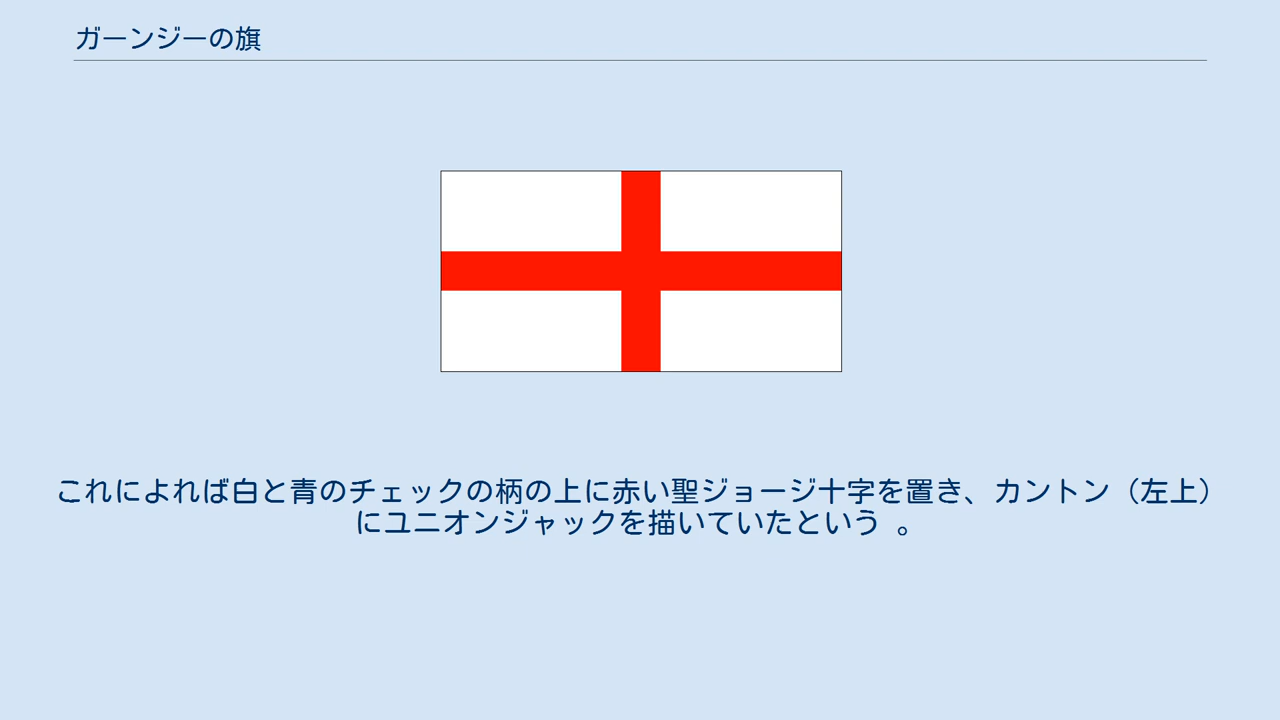 ガーンジーの旗
これによれば白と青のチェックの柄の上に赤い聖ジョージ十字を置き、カントン（左上）
にユニオンジャックを描いていたという 。